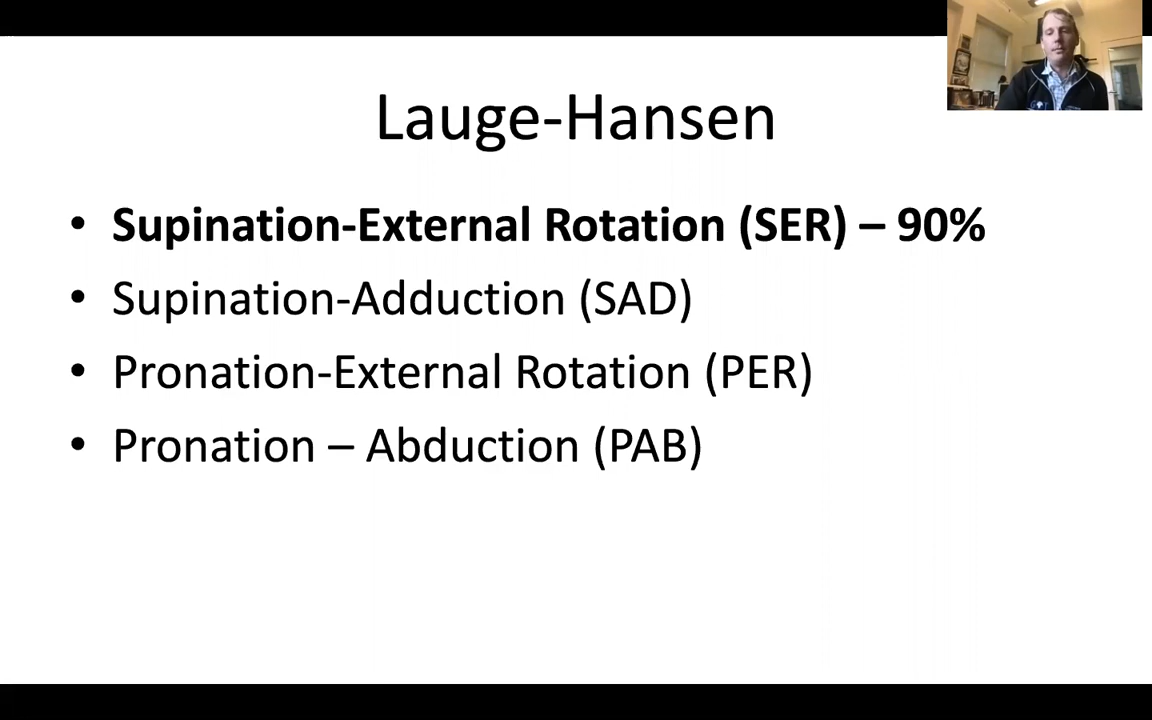 Lauge-Hansen
• Supination-External Rotation (SER) – 90%
• Supination-Adduction (SAD)
• Pronation-External Rotation (PER)
• Pronation – Abduction (PAB)